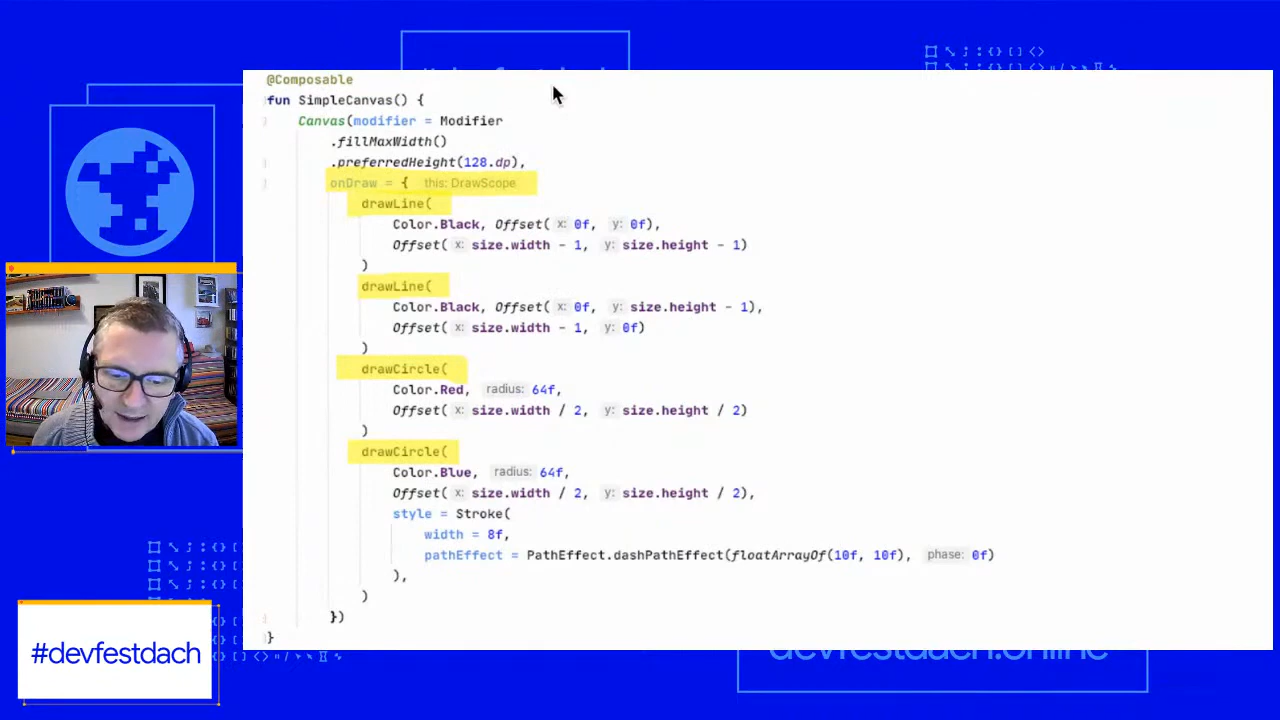 @Composable
fun SimpleCanvas() {
Canvas(modifier = Modifier
.fillMaxWidth()
.preferredHeight(128.dp),
onDraw = { this: DrawScope
drawLine(
Color.Black, Offset( x: 0f, y: 0f),
Offset( x: size.width - 1, y: size.height - 1)
)
drawLine(
Color.Black, Offset( x: 0f, y: size.height - 1),
Offset( x: size.width - 1, y: 0f)
)
drawCircle(
Color.Red, radius: 64f,
Offset( x: size.width / 2, y: size.height / 2)
)
drawCircle(
Color.Blue, radius: 64f,
Offset( x: size.width / 2, y: size.height / 2),
style = Stroke(
width = 8f,
pathEffect = PathEffect.dashPathEffect(floatArrayOf(10f, 10f), phase: 0f)
),
)
})
}
#devfestdach
devfestdach.online